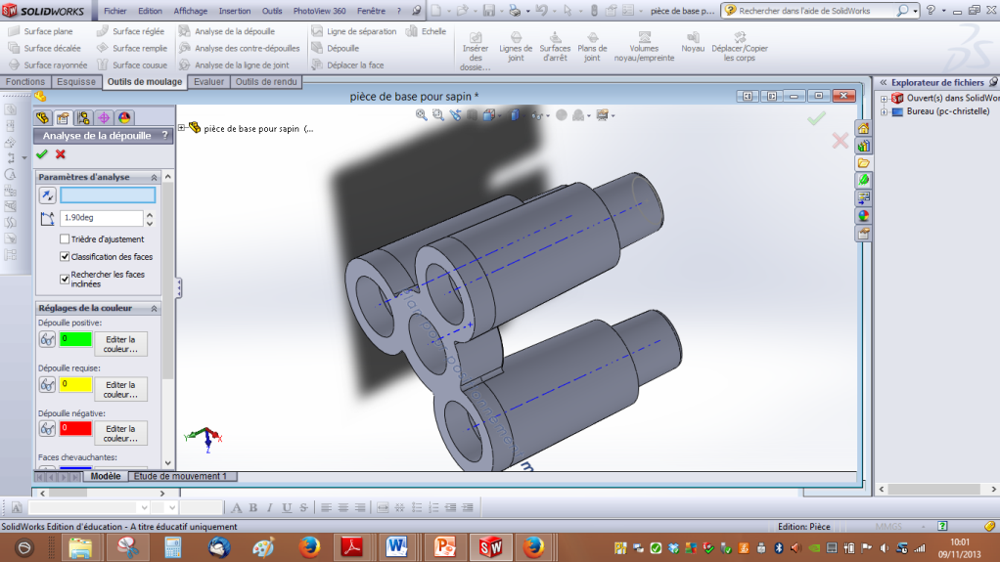 SOLIDWORKS
Fichier Edition Affichage Insertion Outils PhotoView 360 Fenêtre ?
pièce de base p...
Rechercher dans l'aide de SolidWorks
Surface plane
Surface réglée
Analyse de la dépouille
Ligne de séparation
Echelle
Surface décalée
Surface remplie
Analyse des contre-dépouilles
Dépouille
Surface rayonnée
Surface cousue
Analyse de la ligne de joint
Déplacer la face
Insérer des dossie...
Lignes de joint
Surfaces d'arrêt
Plans de joint
Volumes noyau/empreinte
Noyau
Déplacer/Copier les corps
Fonctions Esquisse Outils de moulage Evaluer Outils de rendu
pièce de base pour sapin *
Explorateur de fichiers
Ouvert(s) dans SolidWor
Bureau (pc-christelle)
pièce de base pour sapin (...
Analyse de la dépouille ?
Paramètres d'analyse
1.90deg
Trièdre d'ajustement
Classification des faces
Rechercher les faces
inclinées
Réglages de la couleur
Dépouille positive:
0
Editer la
couleur...
Dépouille requise:
0
Editer la
couleur...
Dépouille négative:
0
Editer la
couleur...
Faces chevauchantes:
Y X
Z
Modèle Etude de mouvement 1
A B I U S
SolidWorks Edition d'éducation - A titre éducatif uniquement
Edition: Pièce
MMGS
10:01
09/11/2013